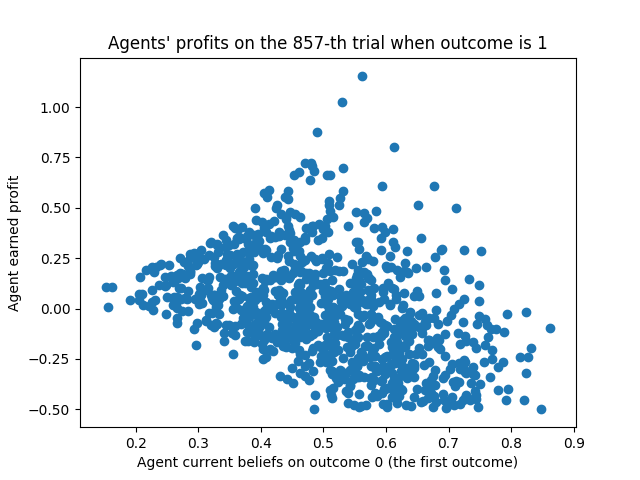 Agents' profits on the 857-th trial when outcome is 1
1.00
0.75
0.50
0.25
0.00
−0.25
−0.50
Agent earned profit
0.2 0.3 0.4 0.5 0.6 0.7 0.8 0.9
Agent current beliefs on outcome 0 (the first outcome)